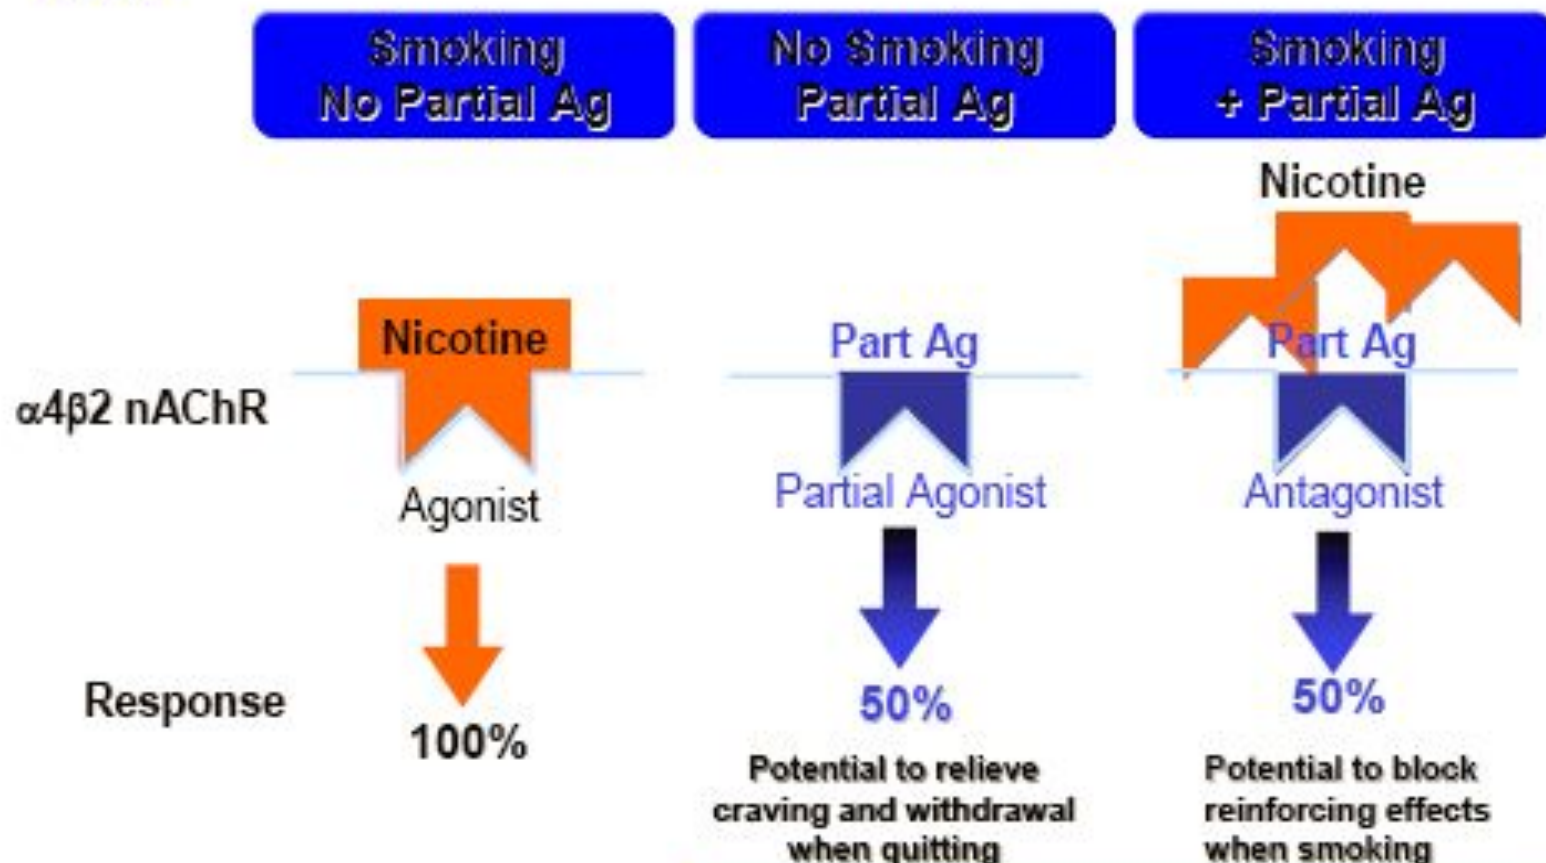 Smoking
No Partial Ag
No Smoking
Partial Ag
Smoking
+ Partial Ag
Nicotine
Nicotine
Part Ag
Part Ag
α4β2 nAChR
Agonist
Partial Agonist
Antagonist
Response
100%
50%
50%
Potential to relieve
craving and withdrawal
when quitting
Potential to block
reinforcing effects
when smoking